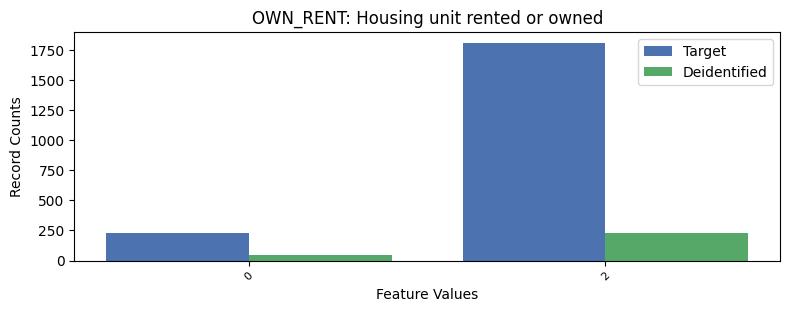 OWN_RENT: Housing unit rented or owned
Target
Deidentified
Record Counts
1750
1500
1250
1000
750
500
250
0
0
2
Feature Values